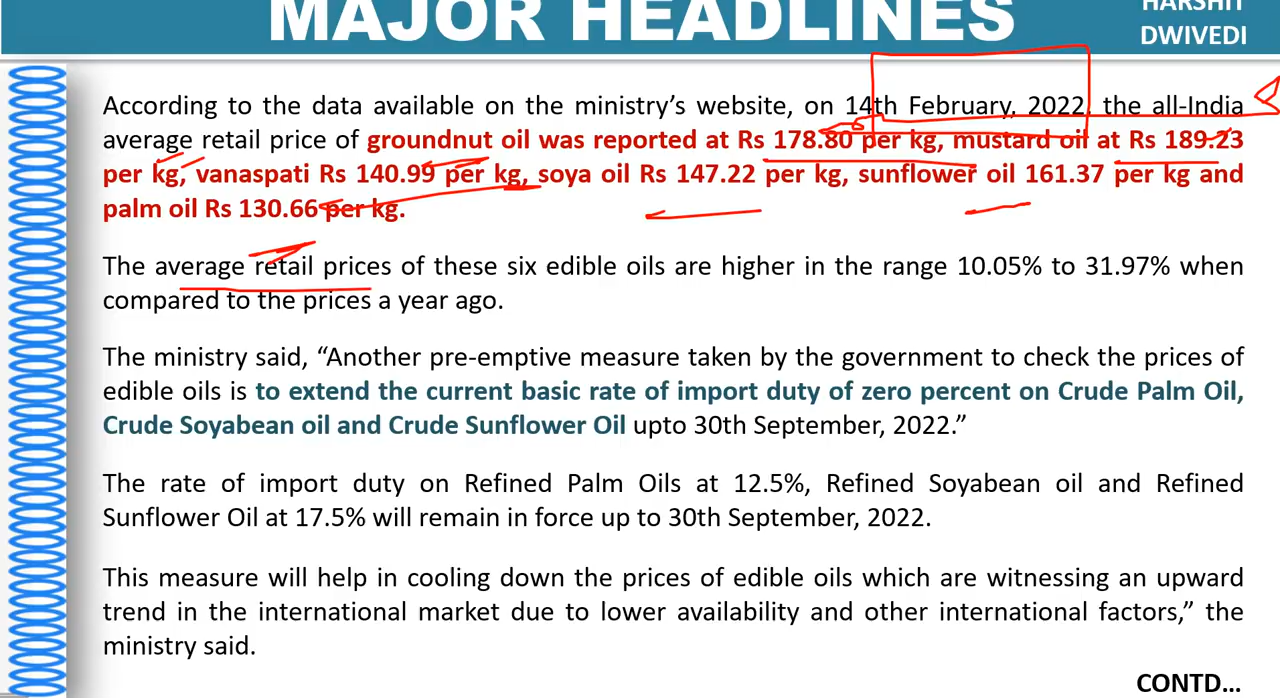 MAJOR HEADLINES
HARSHIT
DWIVEDI
According to the data available on the ministry’s website, on 14th February, 2022, the all-India
average retail price of groundnut oil was reported at Rs 178.80 per kg, mustard oil at Rs 189.23
per kg, vanaspati Rs 140.99 per kg, soya oil Rs 147.22 per kg, sunflower oil 161.37 per kg and
palm oil Rs 130.66 per kg.
The average retail prices of these six edible oils are higher in the range 10.05% to 31.97% when
compared to the prices a year ago.
The ministry said, “Another pre-emptive measure taken by the government to check the prices of
edible oils is to extend the current basic rate of import duty of zero percent on Crude Palm Oil,
Crude Soyabean oil and Crude Sunflower Oil upto 30th September, 2022.”
The rate of import duty on Refined Palm Oils at 12.5%, Refined Soyabean oil and Refined
Sunflower Oil at 17.5% will remain in force up to 30th September, 2022.
This measure will help in cooling down the prices of edible oils which are witnessing an upward
trend in the international market due to lower availability and other international factors,” the
ministry said.
CONTD...